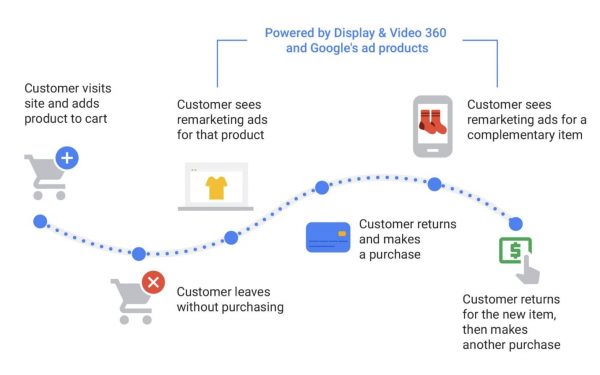 Powered by Display & Video 360
and Google's ad products
Customer visits
site and adds
product to cart
Customer leaves
without purchasing
Customer sees
remarketing ads
for that product
Customer returns
and makes
a purchase
Customer sees
remarketing ads for a
complementary item
$
Customer returns
for the new item,
then makes
another purchase